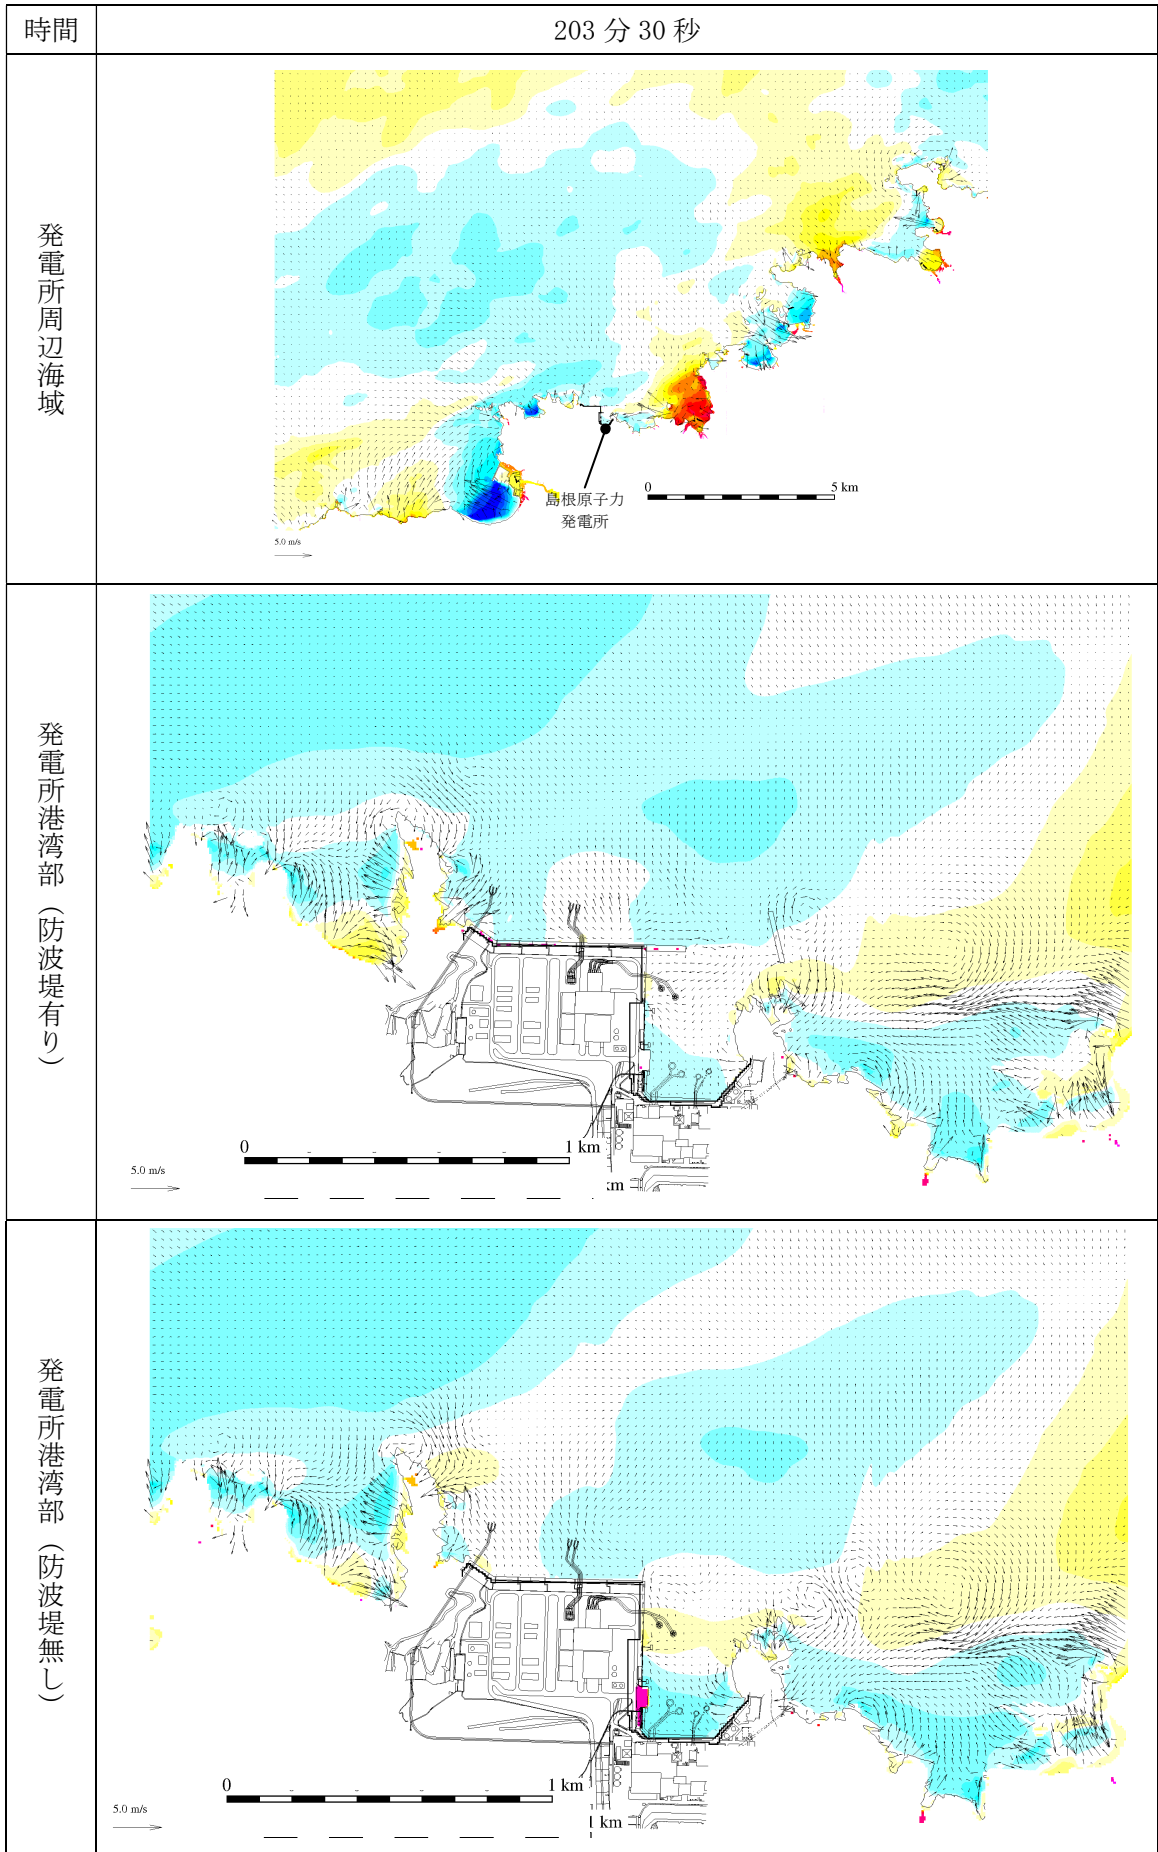 時間
203 分 30 秒
発電所周辺海域
島根原子力
発電所
0
5 km
5.0 m/s
発電所港湾部（防波堤有り）
0
1 km
5.0 m/s
km
発電所港湾部（防波堤無し）
0
1 km
5.0 m/s
1 km